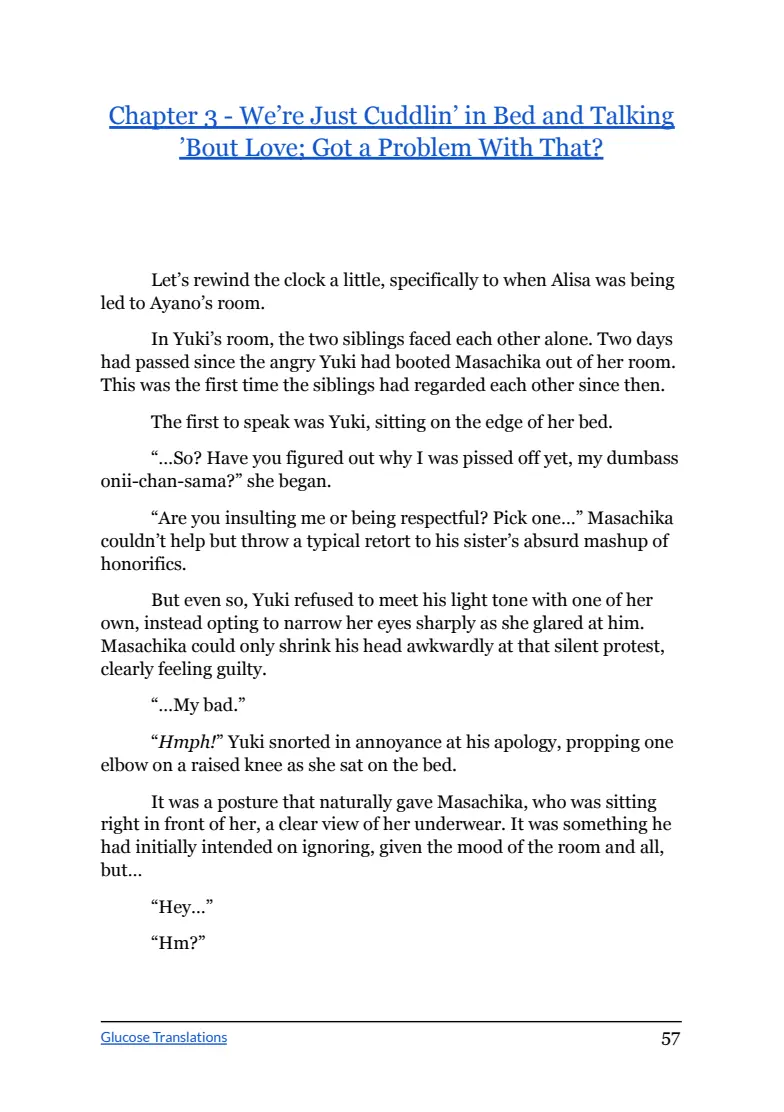 Chapter 3 - We’re Just Cuddlin’ in Bed and Talking
’Bout Love; Got a Problem With That?
Let’s rewind the clock a little, specifically to when Alisa was being
led to Ayano’s room.
In Yuki’s room, the two siblings faced each other alone. Two days
had passed since the angry Yuki had booted Masachika out of her room.
This was the first time the siblings had regarded each other since then.
The first to speak was Yuki, sitting on the edge of her bed.
“...So? Have you figured out why I was pissed off yet, my dumbass
onii-chan-sama?” she began.
“Are you insulting me or being respectful? Pick one...” Masachika
couldn’t help but throw a typical retort to his sister’s absurd mashup of
honorifics.
But even so, Yuki refused to meet his light tone with one of her
own, instead opting to narrow her eyes sharply as she glared at him.
Masachika could only shrink his head awkwardly at that silent protest,
clearly feeling guilty.
“...My bad.”
“Hmph!” Yuki snorted in annoyance at his apology, propping one
elbow on a raised knee as she sat on the bed.
It was a posture that naturally gave Masachika, who was sitting
right in front of her, a clear view of her underwear. It was something he
had initially intended on ignoring, given the mood of the room and all,
but...
“Hey...”
“Hm?”
Glucose Translations 57